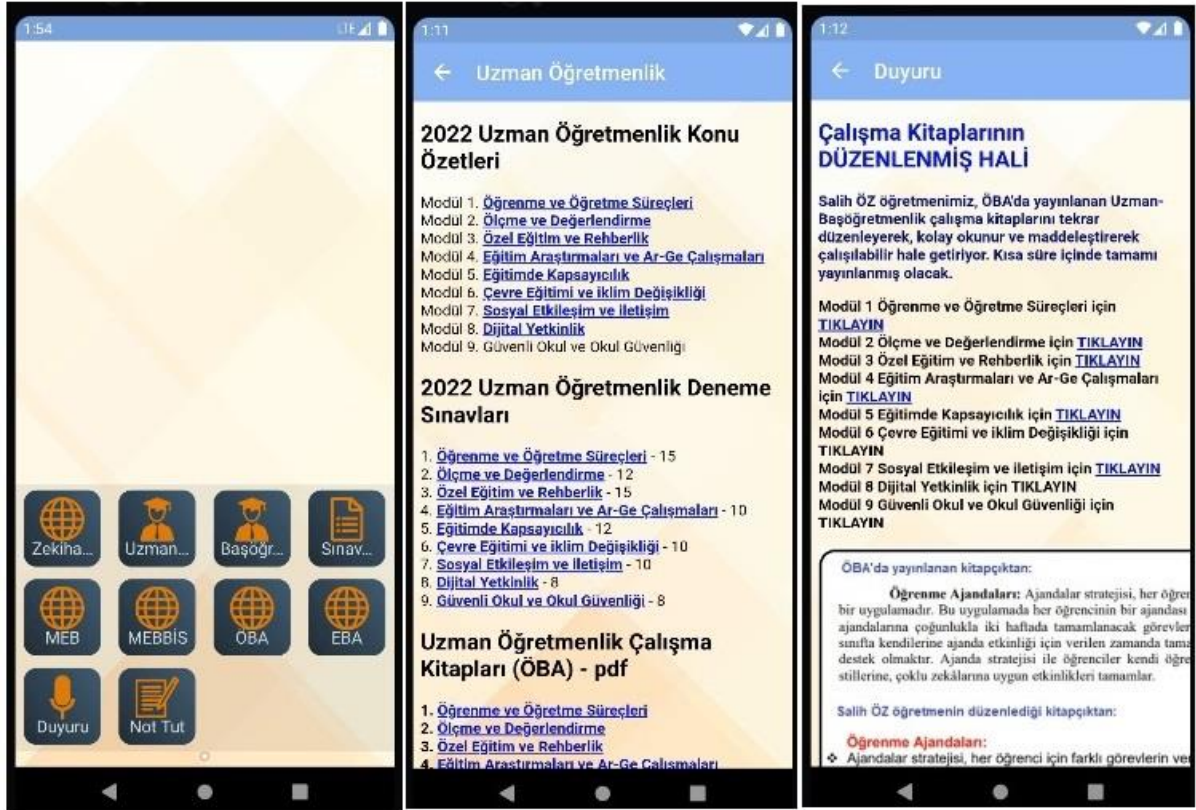 1:54
LTE
Zekiha...
Uzman...
Başöğr...
Sınav...
MEB
MEBBİS
ÖBA
EBA
Duyuru
Not Tut
1:11
Uzman Öğretmenlik
2022 Uzman Öğretmenlik Konu
Özetleri
Modül 1. Öğrenme ve Öğretme Süreçleri
Modül 2. Ölçme ve Değerlendirme
Modül 3. Özel Eğitim ve Rehberlik
Modül 4. Eğitim Araştırmaları ve Ar-Ge Çalışmaları
Modül 5. Eğitimde Kapsayıcılık
Modül 6. Çevre Eğitimi ve iklim Değişikliği
Modül 7. Sosyal Etkileşim ve iletişim
Modül 8. Dijital Yetkinlik
Modül 9. Güvenli Okul ve Okul Güvenliği
2022 Uzman Öğretmenlik Deneme
Sınavları
1. Öğrenme ve Öğretme Süreçleri - 15
2. Ölçme ve Değerlendirme - 12
3. Özel Eğitim ve Rehberlik - 15
4. Eğitim Araştırmaları ve Ar-Ge Çalışmaları - 10
5. Eğitimde Kapsayıcılık - 12
6. Çevre Eğitimi ve iklim Değişikliği - 10
7. Sosyal Etkileşim ve iletişim - 10
8. Dijital Yetkinlik - 8
9. Güvenli Okul ve Okul Güvenliği - 8
Uzman Öğretmenlik Çalışma
Kitapları (ÖBA) - pdf
1. Öğrenme ve Öğretme Süreçleri
2. Ölçme ve Değerlendirme
3. Özel Eğitim ve Rehberlik
4. Eğitim Araştırmaları ve Ar-Ge Çalışmaları
1:12
Duyuru
Çalışma Kitaplarının
DÜZENLENMİŞ HALİ
Salih ÖZ öğretmenimiz, ÖBA'da yayınlanan Uzman-
Başöğretmenlik çalışma kitaplarını tekrar
düzenleyerek, kolay okunur ve maddeleştirerek
çalışılabilir hale getiriyor. Kısa süre içinde tamamı
yayınlanmış olacak.
Modül 1 Öğrenme ve Öğretme Süreçleri için
TIKLAYIN
Modül 2 Ölçme ve Değerlendirme için TIKLAYIN
Modül 3 Özel Eğitim ve Rehberlik için TIKLAYIN
Modül 4 Eğitim Araştırmaları ve Ar-Ge Çalışmaları
için TIKLAYIN
Modül 5 Eğitimde Kapsayıcılık için TIKLAYIN
Modül 6 Çevre Eğitimi ve iklim Değişikliği için
TIKLAYIN
Modül 7 Sosyal Etkileşim ve iletişim için TIKLAYIN
Modül 8 Dijital Yetkinlik için TIKLAYIN
Modül 9 Güvenli Okul ve Okul Güvenliği için
TIKLAYIN
ÖBA'da yayınlanan kitapçıktan:
Öğrenme Ajandaları: Ajandalar stratejisi, her öğren
bir uygulamadır. Bu uygulamada her öğrencinin bir ajandası
ajandalarına çoğunlukla iki haftada tamamlanacak görevler
sınıfta kendilerine ajanda etkinliği için verilen zamanda tama
destek olmaktır. Ajanda stratejisi ile öğrenciler kendi öğre
stillerine, çoklu zekâlarına uygun etkinlikleri tamamlar.
Salih ÖZ öğretmenin düzenlediği kitapçıktan:
Öğrenme Ajandaları:
❖ Ajandalar stratejisi, her öğrenci için farklı görevlerin ver